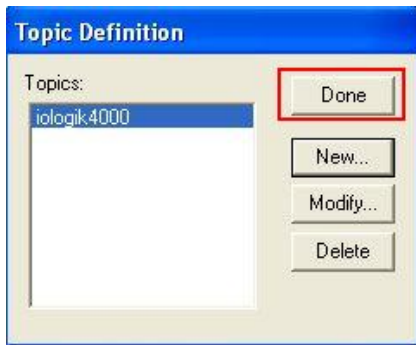 Topic Definition
Topics:
iologik4000
Done
New...
Modify...
Delete